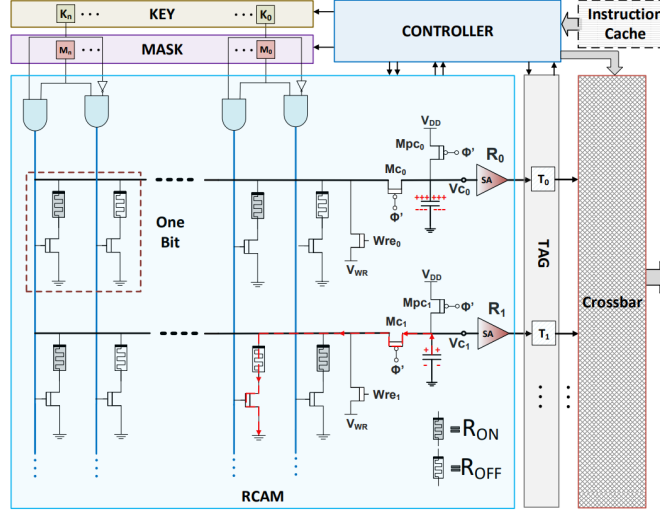 KEY
Kn ... K0
MASK
Mn ... M0
CONTROLLER
Instruction
Cache
VDD
Mpc0
Φ'
R0
Mc0
Vc0
SA
T0
Φ'
One
Bit
Wre0
VWR
TAG
VDD
Mpc1
Φ'
R1
Crossbar
Mc1
Vc1
SA
T1
Φ'
Wre1
VWR
≡RON
≡ROFF
RCAM